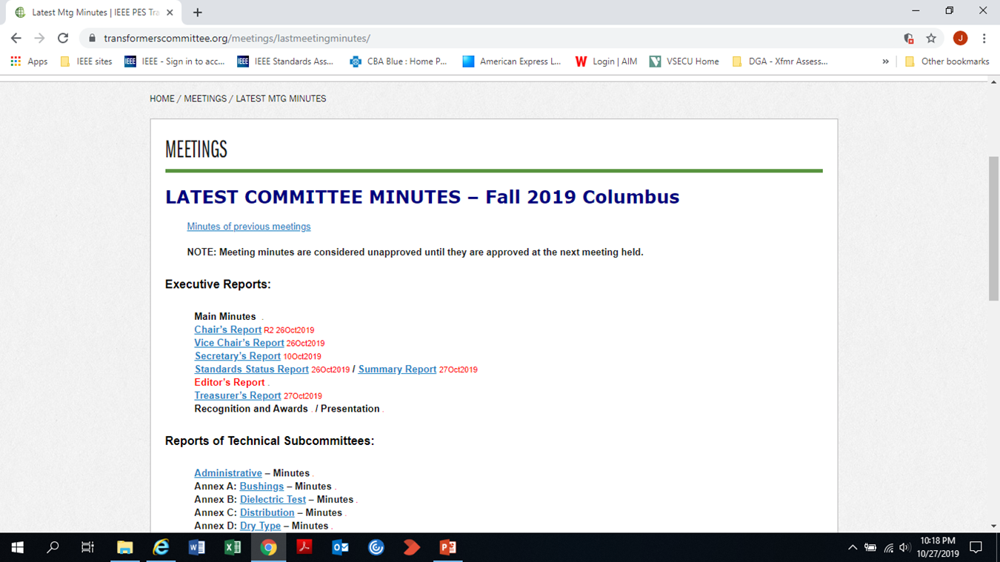 Latest Mtg Minutes | IEEE PES Tra
transformerscommittee.org/meetings/lastmeetingminutes/
J
Apps IEEE sites IEEE - Sign in to acc... IEEE Standards Ass... CBA Blue : Home P... American Express L... Login | AIM VSECU Home DGA - Xfmr Assess... » Other bookmarks
HOME / MEETINGS / LATEST MTG MINUTES
MEETINGS
LATEST COMMITTEE MINUTES – Fall 2019 Columbus
Minutes of previous meetings
NOTE: Meeting minutes are considered unapproved until they are approved at the next meeting held.
Executive Reports:
Main Minutes .
Chair's Report R2 26Oct2019
Vice Chair's Report 26Oct2019
Secretary's Report 10Oct2019
Standards Status Report 26Oct2019 / Summary Report 27Oct2019
Editor's Report .
Treasurer's Report 27Oct2019
Recognition and Awards . / Presentation .
Reports of Technical Subcommittees:
Administrative – Minutes .
Annex A: Bushings – Minutes .
Annex B: Dielectric Test – Minutes .
Annex C: Distribution – Minutes .
Annex D: Dry Type – Minutes .
10:18 PM
10/27/2019